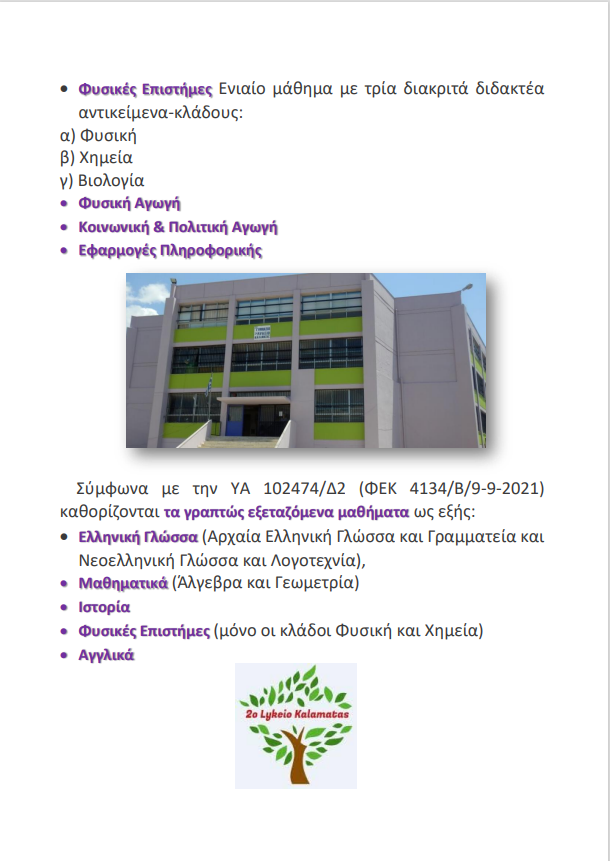 • Φυσικές Επιστήμες Ενιαίο μάθημα με τρία διακριτά διδακτέα
αντικείμενα-κλάδους:
α) Φυσική
β) Χημεία
γ) Βιολογία
• Φυσική Αγωγή
• Κοινωνική & Πολιτική Αγωγή
• Εφαρμογές Πληροφορικής
Σύμφωνα με την ΥΑ 102474/Δ2 (ΦΕΚ 4134/Β/9-9-2021)
καθορίζονται τα γραπτώς εξεταζόμενα μαθήματα ως εξής:
• Ελληνική Γλώσσα (Αρχαία Ελληνική Γλώσσα και Γραμματεία και
Νεοελληνική Γλώσσα και Λογοτεχνία),
• Μαθηματικά (Άλγεβρα και Γεωμετρία)
• Ιστορία
• Φυσικές Επιστήμες (μόνο οι κλάδοι Φυσική και Χημεία)
• Αγγλικά
2o Lykeio Kalamatas